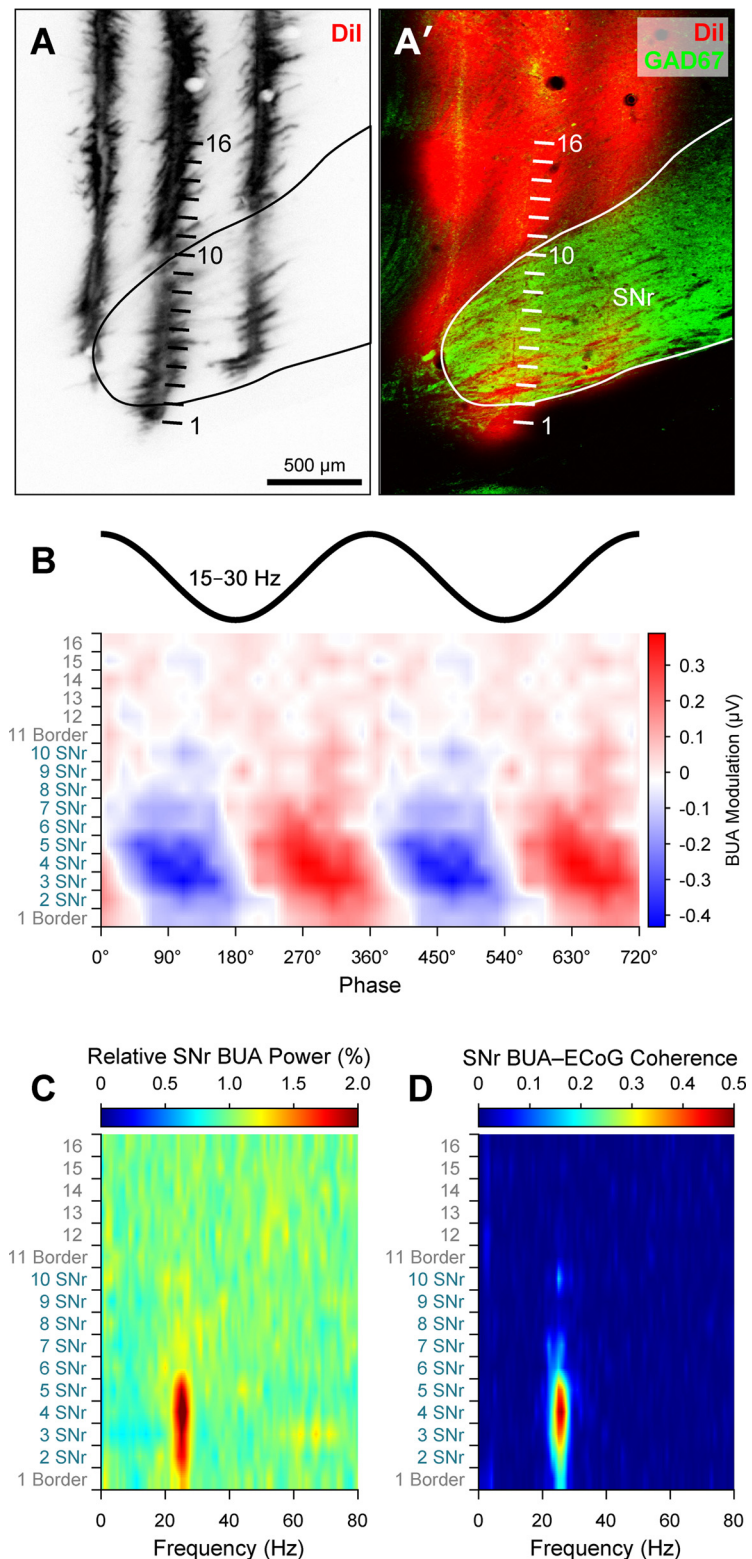 A
DiI
16
10
1
500 µm
A′
DiI
GAD67
16
10
SNr
1
B
15–30 Hz
16
15
14
13
12
11 Border
10 SNr
9 SNr
8 SNr
7 SNr
6 SNr
5 SNr
4 SNr
3 SNr
2 SNr
1 Border
0° 90° 180° 270° 360° 450° 540° 630° 720°
Phase
0.3
0.2
0.1
0
-0.1
-0.2
-0.3
-0.4
BUA Modulation (µV)
C
Relative SNr BUA Power (%)
0 0.5 1.0 1.5 2.0
16
15
14
13
12
11 Border
10 SNr
9 SNr
8 SNr
7 SNr
6 SNr
5 SNr
4 SNr
3 SNr
2 SNr
1 Border
0 20 40 60 80
Frequency (Hz)
D
SNr BUA–ECoG Coherence
0 0.1 0.2 0.3 0.4 0.5
16
15
14
13
12
11 Border
10 SNr
9 SNr
8 SNr
7 SNr
6 SNr
5 SNr
4 SNr
3 SNr
2 SNr
1 Border
0 20 40 60 80
Frequency (Hz)